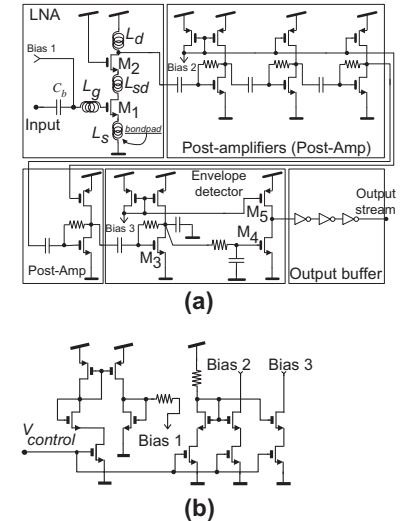 LNA
Bias 1
L_d
M_2
L_sd
C_b
L_g
M_1
Input
L_s
bondpad
Bias 2
Post-amplifiers (Post-Amp)
Post-Amp
Envelope
detector
Bias 3
M_3
M_5
M_4
Output
stream
Output buffer
(a)
V_control
Bias 1
Bias 2
Bias 3
(b)